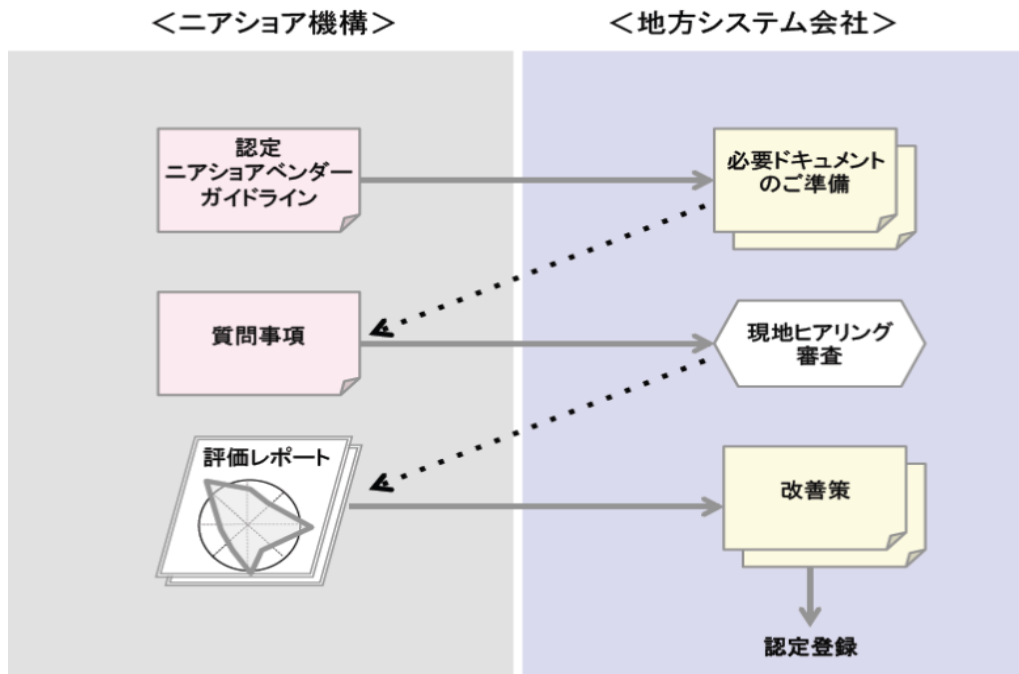 ＜ニアショア機構＞
＜地方システム会社＞
認定
ニアショアベンダー
ガイドライン
必要ドキュメント
のご準備
質問事項
現地ヒアリング
審査
評価レポート
改善策
認定登録